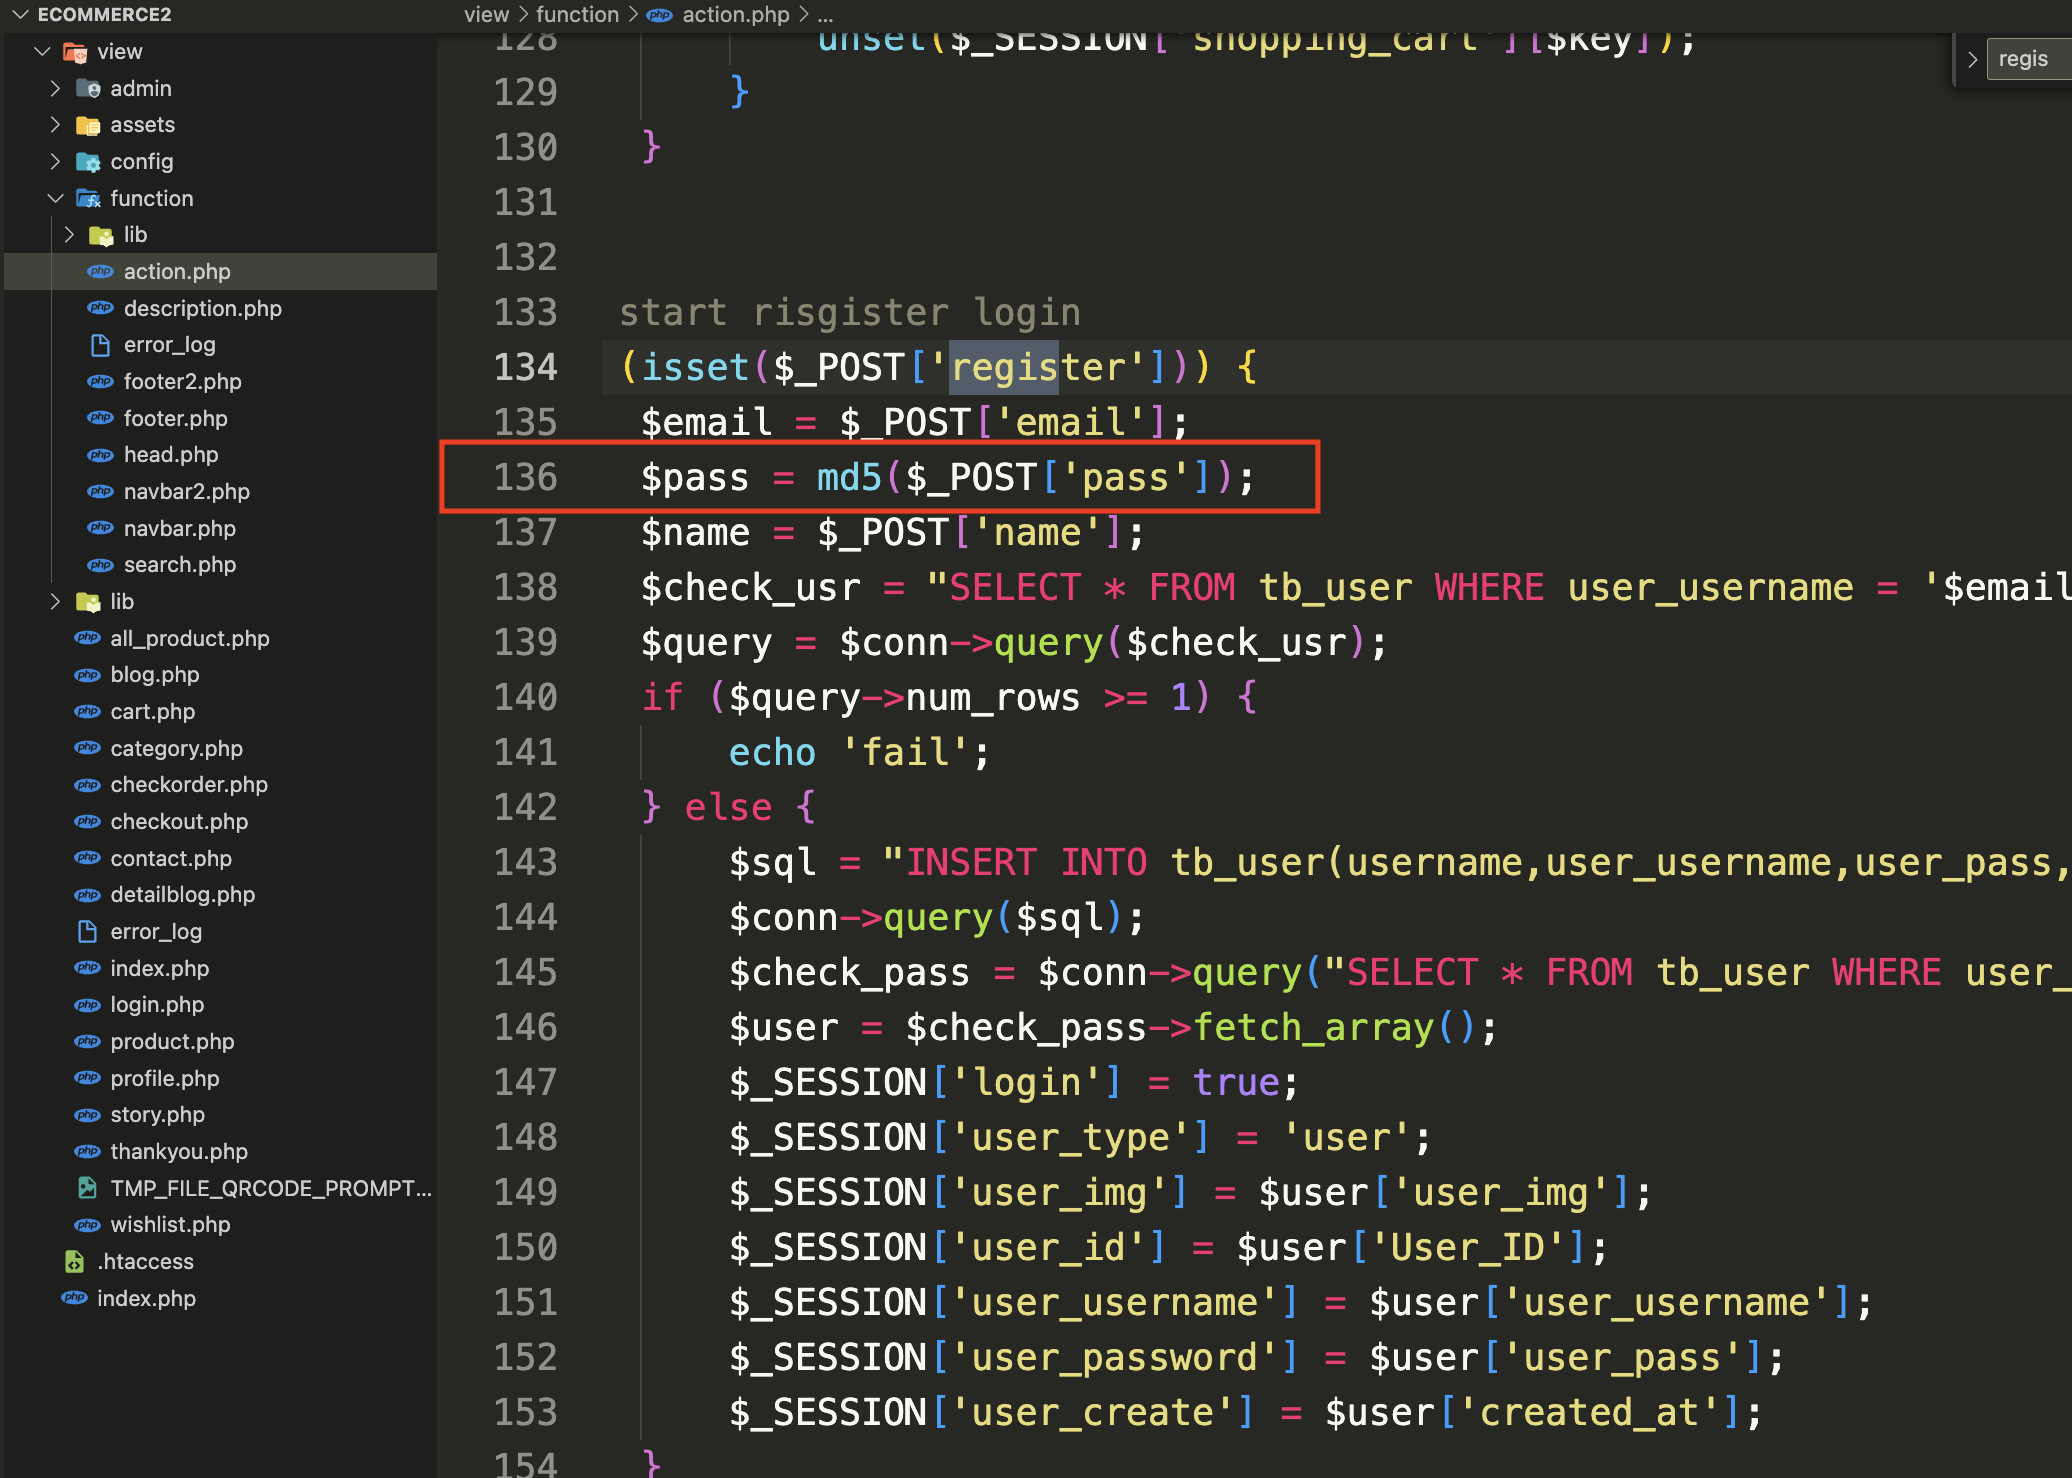 ECOMMERCE2
view
admin
assets
config
function
lib
action.php
description.php
error_log
footer2.php
footer.php
head.php
navbar2.php
navbar.php
search.php
lib
all_product.php
blog.php
cart.php
category.php
checkorder.php
checkout.php
contact.php
detailblog.php
error_log
index.php
login.php
product.php
profile.php
story.php
thankyou.php
TMP_FILE_QRCODE_PROMPT...
wishlist.php
.htaccess
index.php
view > function > action.php > ...
regis
128 unset($_SESSION['shopping_cart'][$key]);
129 }
130 }
131
132
133 start risgister login
134 (isset($_POST['register'])) {
135 $email = $_POST['email'];
136 $pass = md5($_POST['pass']);
137 $name = $_POST['name'];
138 $check_usr = "SELECT * FROM tb_user WHERE user_username = '$email
139 $query = $conn->query($check_usr);
140 if ($query->num_rows >= 1) {
141 echo 'fail';
142 } else {
143 $sql = "INSERT INTO tb_user(username,user_username,user_pass,
144 $conn->query($sql);
145 $check_pass = $conn->query("SELECT * FROM tb_user WHERE user_
146 $user = $check_pass->fetch_array();
147 $_SESSION['login'] = true;
148 $_SESSION['user_type'] = 'user';
149 $_SESSION['user_img'] = $user['user_img'];
150 $_SESSION['user_id'] = $user['User_ID'];
151 $_SESSION['user_username'] = $user['user_username'];
152 $_SESSION['user_password'] = $user['user_pass'];
153 $_SESSION['user_create'] = $user['created_at'];
154 }